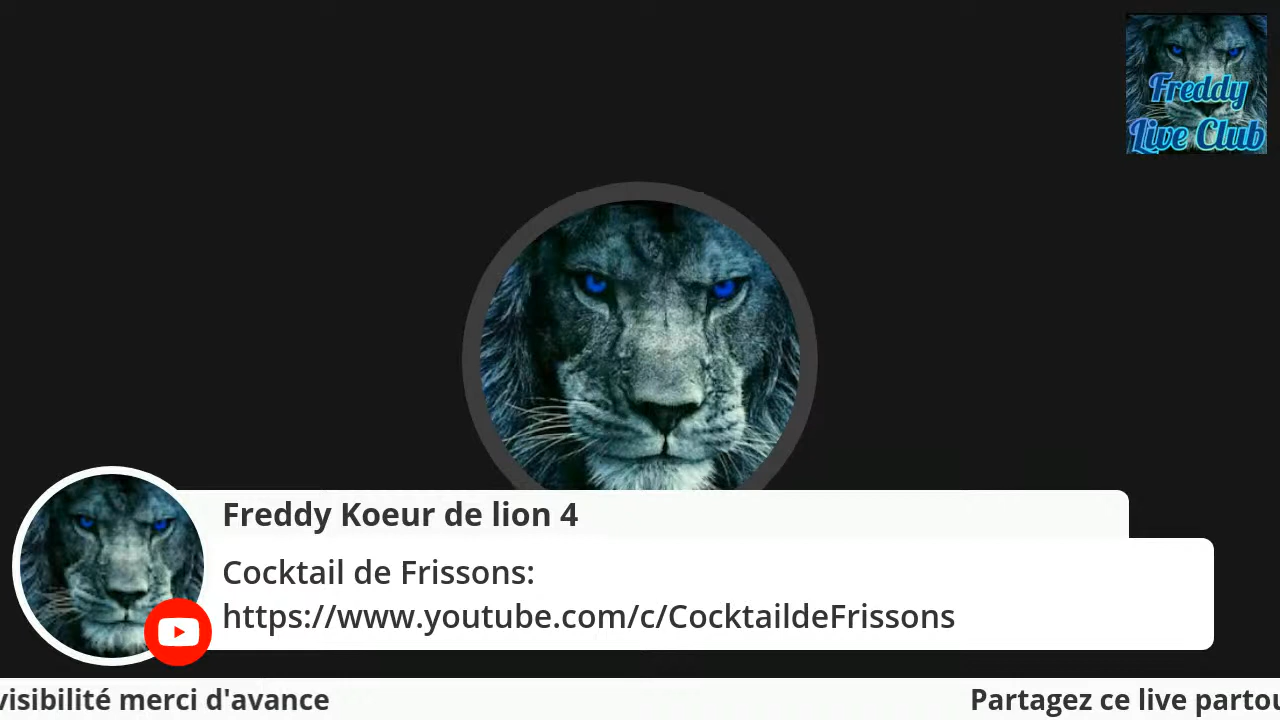 Freddy
Live Club
Freddy Koeur de lion 4
Cocktail de Frissons:
https://www.youtube.com/c/CocktaildeFrissons
visibilité merci d'avance
Partagez ce live